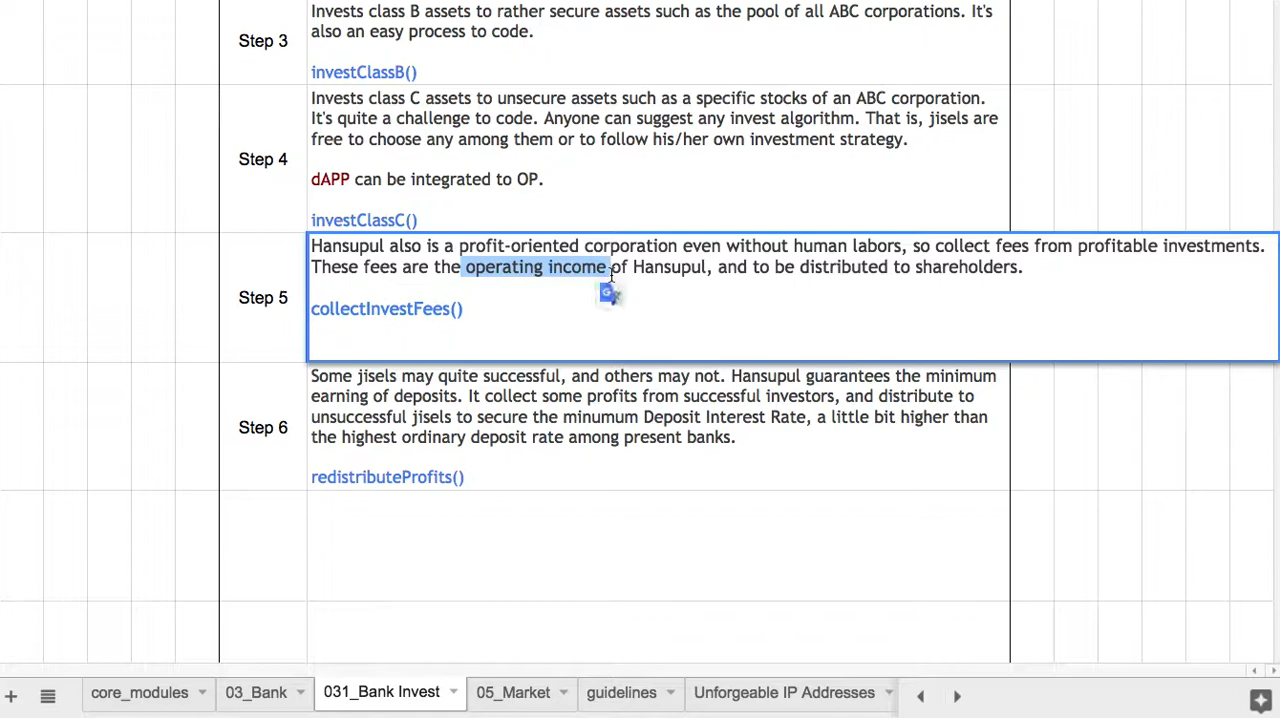 Invests class B assets to rather secure assets such as the pool of all ABC corporations. It's
also an easy process to code.
Step 3
investClassB()
Invests class C assets to unsecure assets such as a specific stocks of an ABC corporation.
It's quite a challenge to code. Anyone can suggest any invest algorithm. That is, jisels are
free to choose any among them or to follow his/her own investment strategy.
Step 4
dAPP can be integrated to OP.
investClassC()
Hansupul also is a profit-oriented corporation even without human labors, so collect fees from profitable investments.
These fees are the operating income of Hansupul, and to be distributed to shareholders.
Step 5
collectInvestFees()
Some jisels may quite successful, and others may not. Hansupul guarantees the minimum
earning of deposits. It collect some profits from successful investors, and distribute to
unsuccessful jisels to secure the minumum Deposit Interest Rate, a little bit higher than
Step 6
the highest ordinary deposit rate among present banks.
redistributeProfits()
core_modules 03_Bank 031_Bank Invest 05_Market guidelines Unforgeable IP Addresses